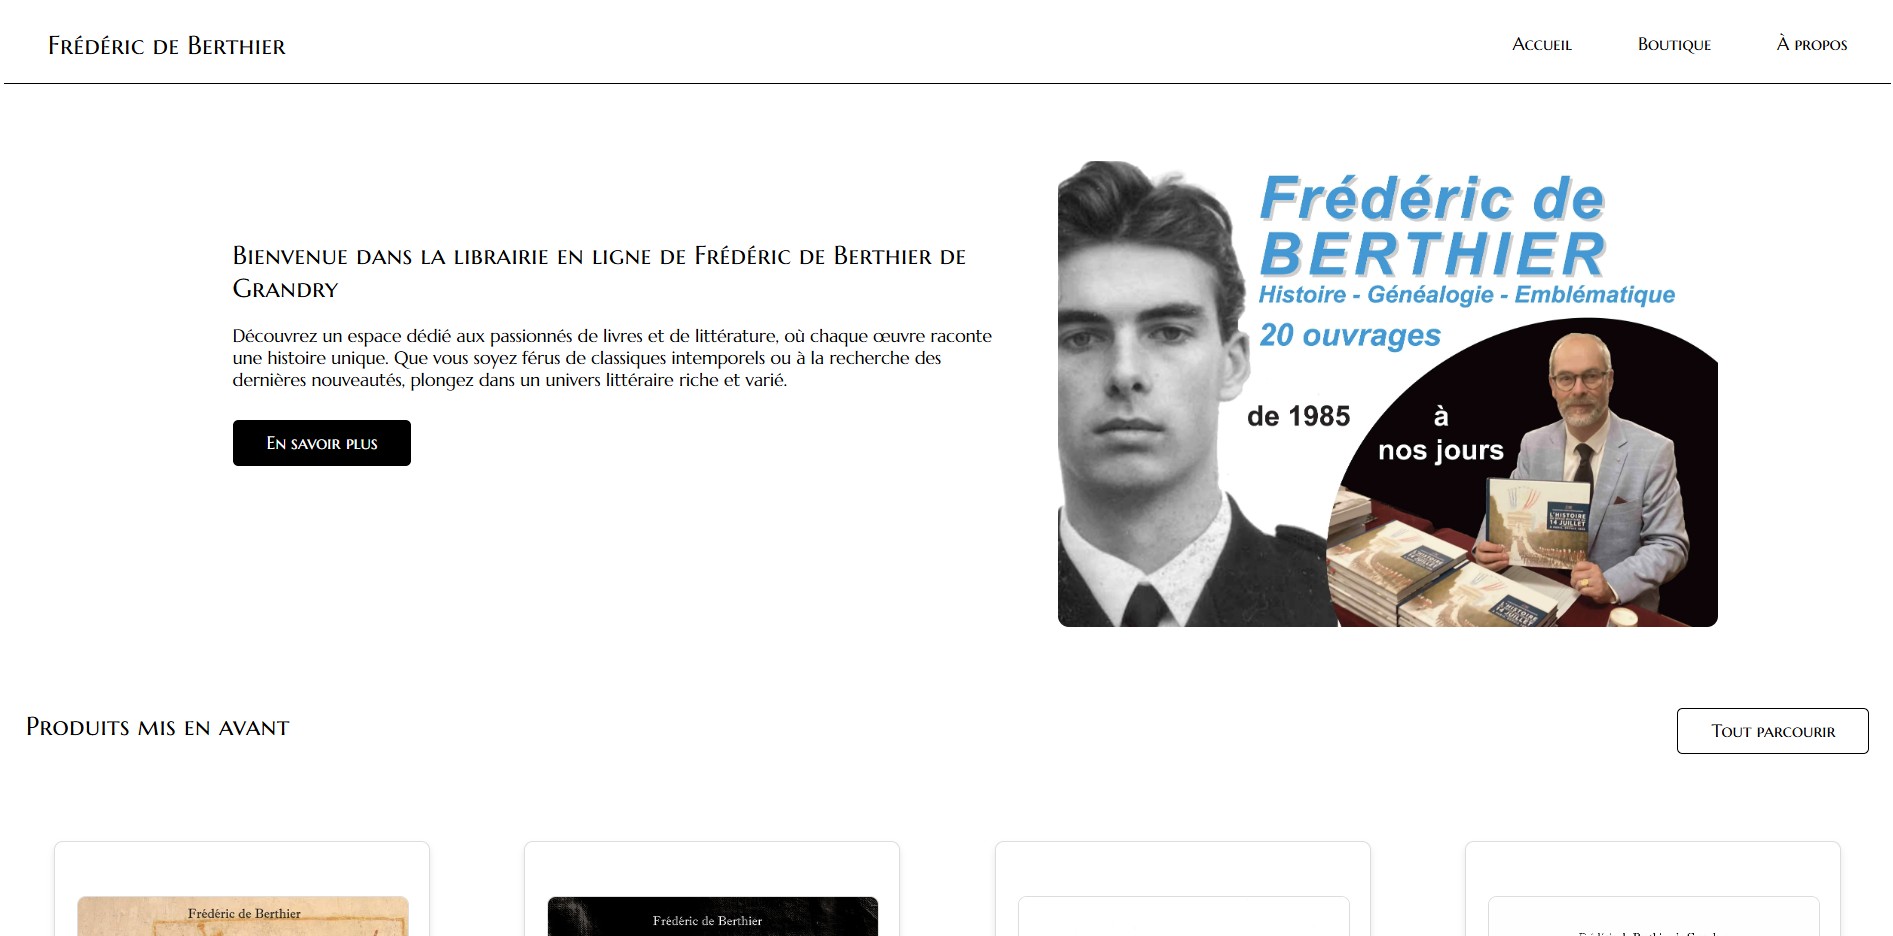 Frédéric de Berthier
Accueil
Boutique
À propos
Bienvenue dans la librairie en ligne de Frédéric de Berthier de
Grandry
Découvrez un espace dédié aux passionnés de livres et de littérature, où chaque œuvre raconte
une histoire unique. Que vous soyez férus de classiques intemporels ou à la recherche des
dernières nouveautés, plongez dans un univers littéraire riche et varié.
En savoir plus
Frédéric de
BERTHIER
Histoire - Généalogie - Emblématique
20 ouvrages
de 1985
à
nos jours
L'HISTOIRE
14 JUILLET
Produits mis en avant
Tout parcourir
Frédéric de Berthier
Frédéric de Berthier